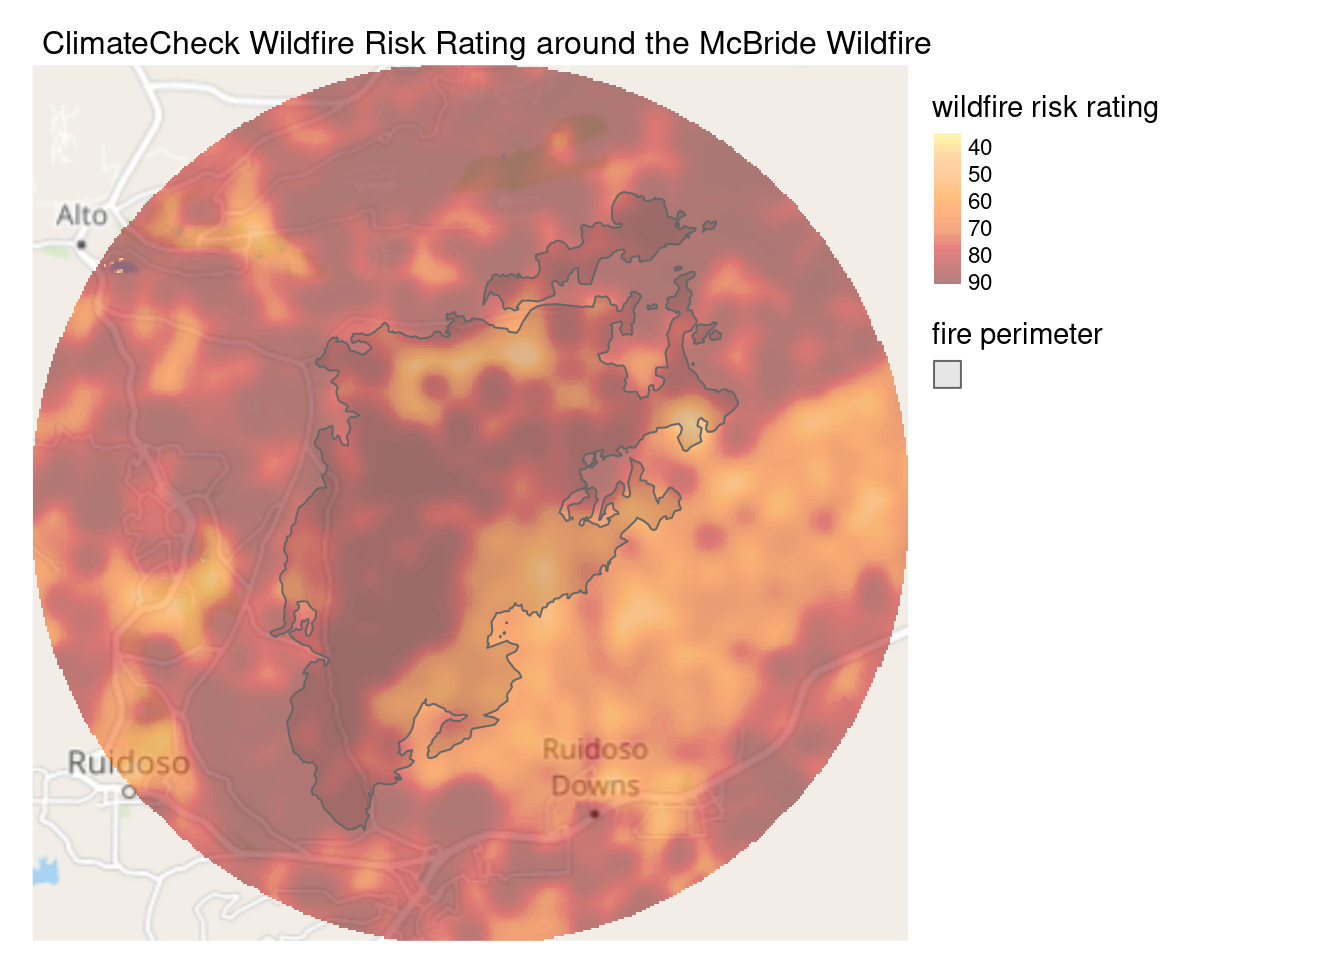 ClimateCheck Wildfire Risk Rating around the McBride Wildfire
wildfire risk rating
40
50
60
70
80
90
fire perimeter
Alto
Ruidoso
Ruidoso
Downs